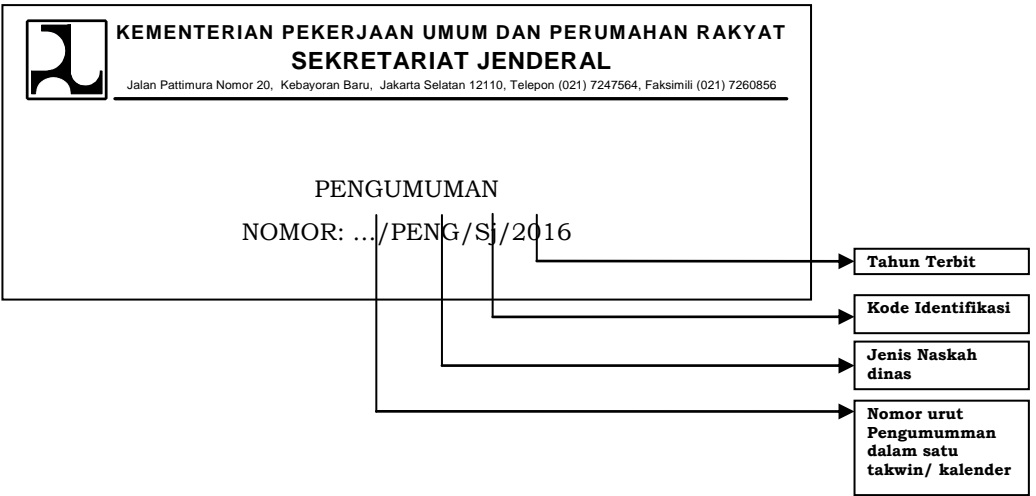 KEMENTERIAN PEKERJAAN UMUM DAN PERUMAHAN RAKYAT
SEKRETARIAT JENDERAL
Jalan Pattimura Nomor 20, Kebayoran Baru, Jakarta Selatan 12110, Telepon (021) 7247564, Faksimili (021) 7260856
PENGUMUMAN
NOMOR: .../PENG/Sj/2016
Tahun Terbit
Kode Identifikasi
Jenis Naskah
dinas
Nomor urut
Pengumumman
dalam satu
takwin/ kalender